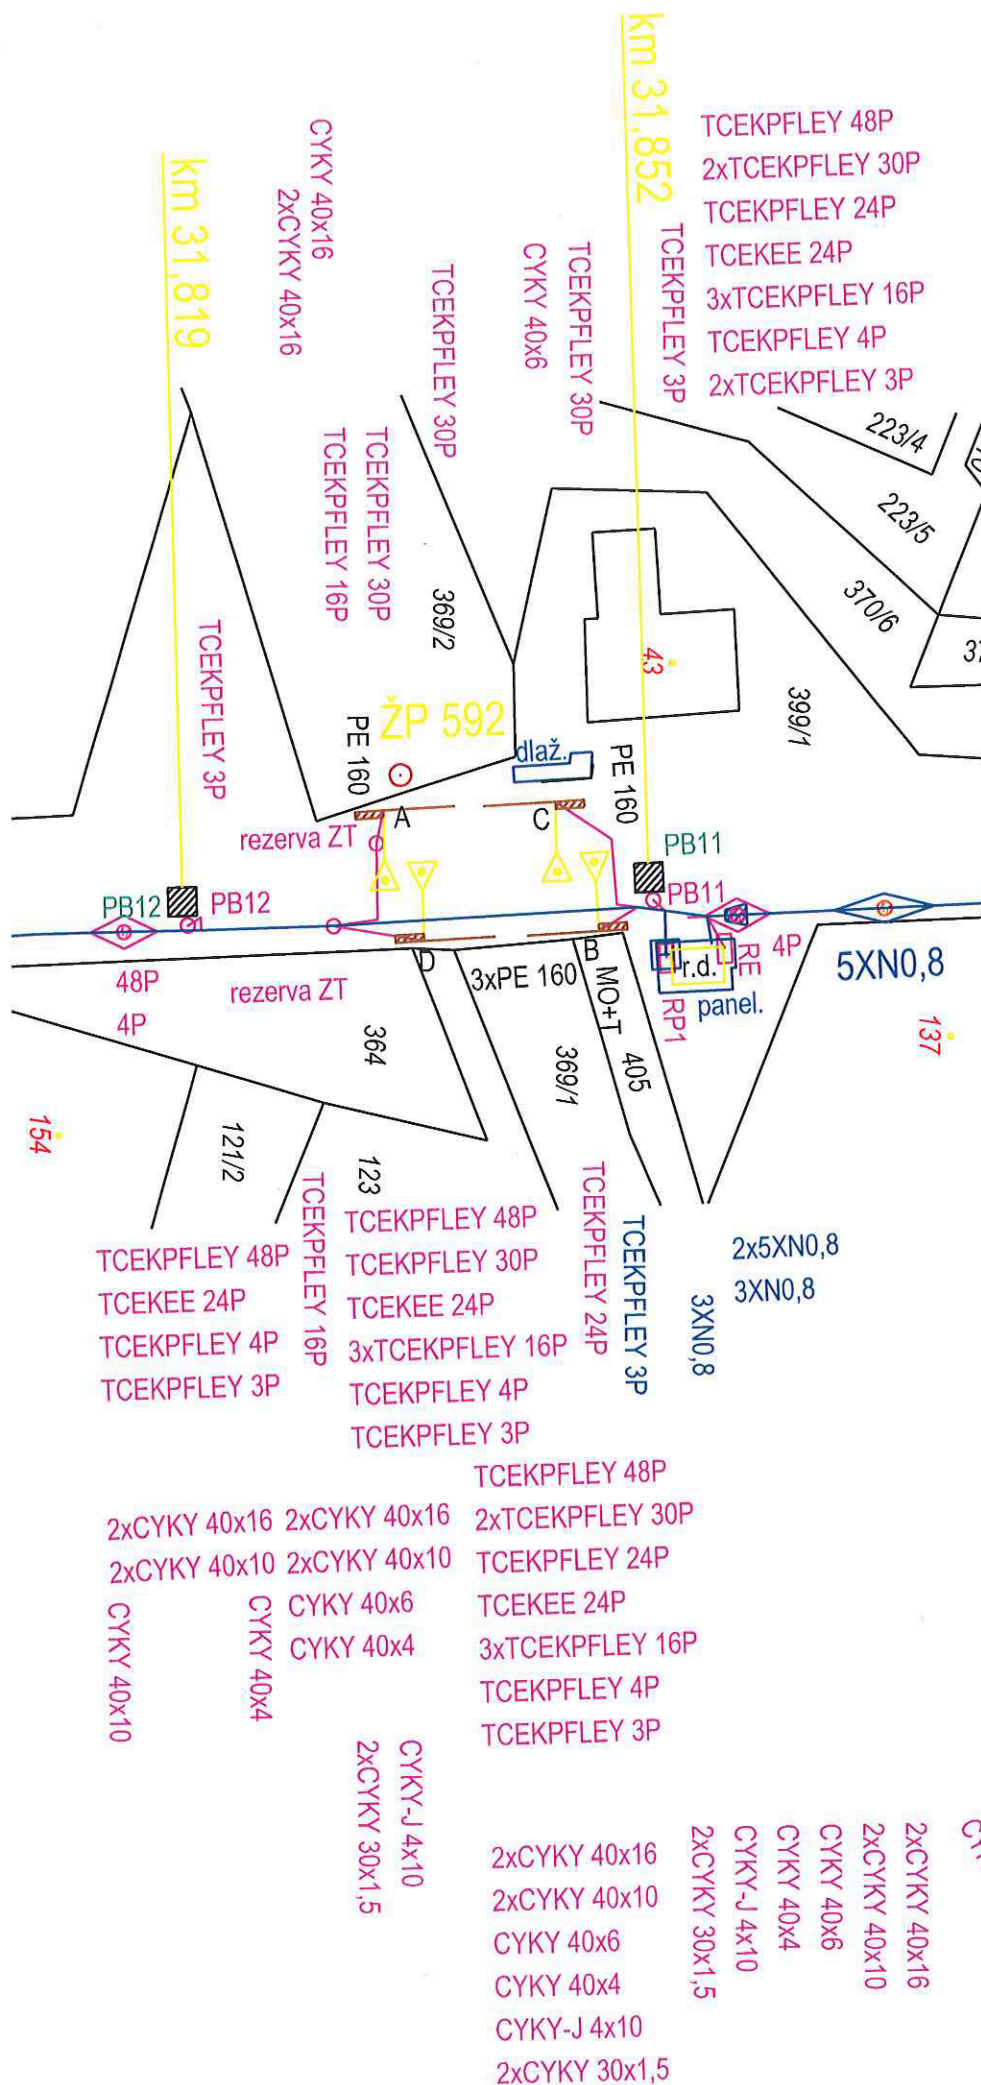 km 31,852
TCEKPFLEY 48P
2xTCEKPFLEY 30P
TCEKPFLEY 24P
TCEKEE 24P
3xTCEKPFLEY 16P
TCEKPFLEY 4P
2xTCEKPFLEY 3P
TCEKPFLEY 3P
TCEKPFLEY 30P
CYKY 40x6
CYKY 40x16
2xCYKY 40x16
km 31,819
TCEKPFLEY 30P
TCEKPFLEY 30P
TCEKPFLEY 16P
TCEKPFLEY 3P
223/4
223/5
370/6
37
399/1
369/2
43
ŽP 592
PE 160
dlaž.
PE 160
A
C
rezerva ZT
PB11
PB11
PB12
PB12
4P
RE
r.d.
RP1
panel.
5XN0,8
137
D
B
3xPE 160
MO+T
405
48P
4P
rezerva ZT
364
369/1
154
121/2
123
TCEKPFLEY 48P
TCEKEE 24P
TCEKPFLEY 4P
TCEKPFLEY 3P
TCEKPFLEY 16P
TCEKPFLEY 48P
TCEKPFLEY 30P
TCEKEE 24P
3xTCEKPFLEY 16P
TCEKPFLEY 4P
TCEKPFLEY 3P
TCEKPFLEY 24P
TCEKPFLEY 3P
3XN0,8
2x5XN0,8
3XN0,8
TCEKPFLEY 48P
2xTCEKPFLEY 30P
TCEKPFLEY 24P
TCEKEE 24P
3xTCEKPFLEY 16P
TCEKPFLEY 4P
TCEKPFLEY 3P
2xCYKY 40x16
2xCYKY 40x10
CYKY 40x10
CYKY 40x4
2xCYKY 40x16
2xCYKY 40x10
CYKY 40x6
CYKY 40x4
CYKY-J 4x10
2xCYKY 30x1,5
2xCYKY 40x16
2xCYKY 40x10
CYKY 40x6
CYKY 40x4
CYKY-J 4x10
2xCYKY 30x1,5
2xCYKY 40x16
2xCYKY 40x10
CYKY 40x6
CYKY 40x4
CYKY-J 4x10
2xCYKY 30x1,5